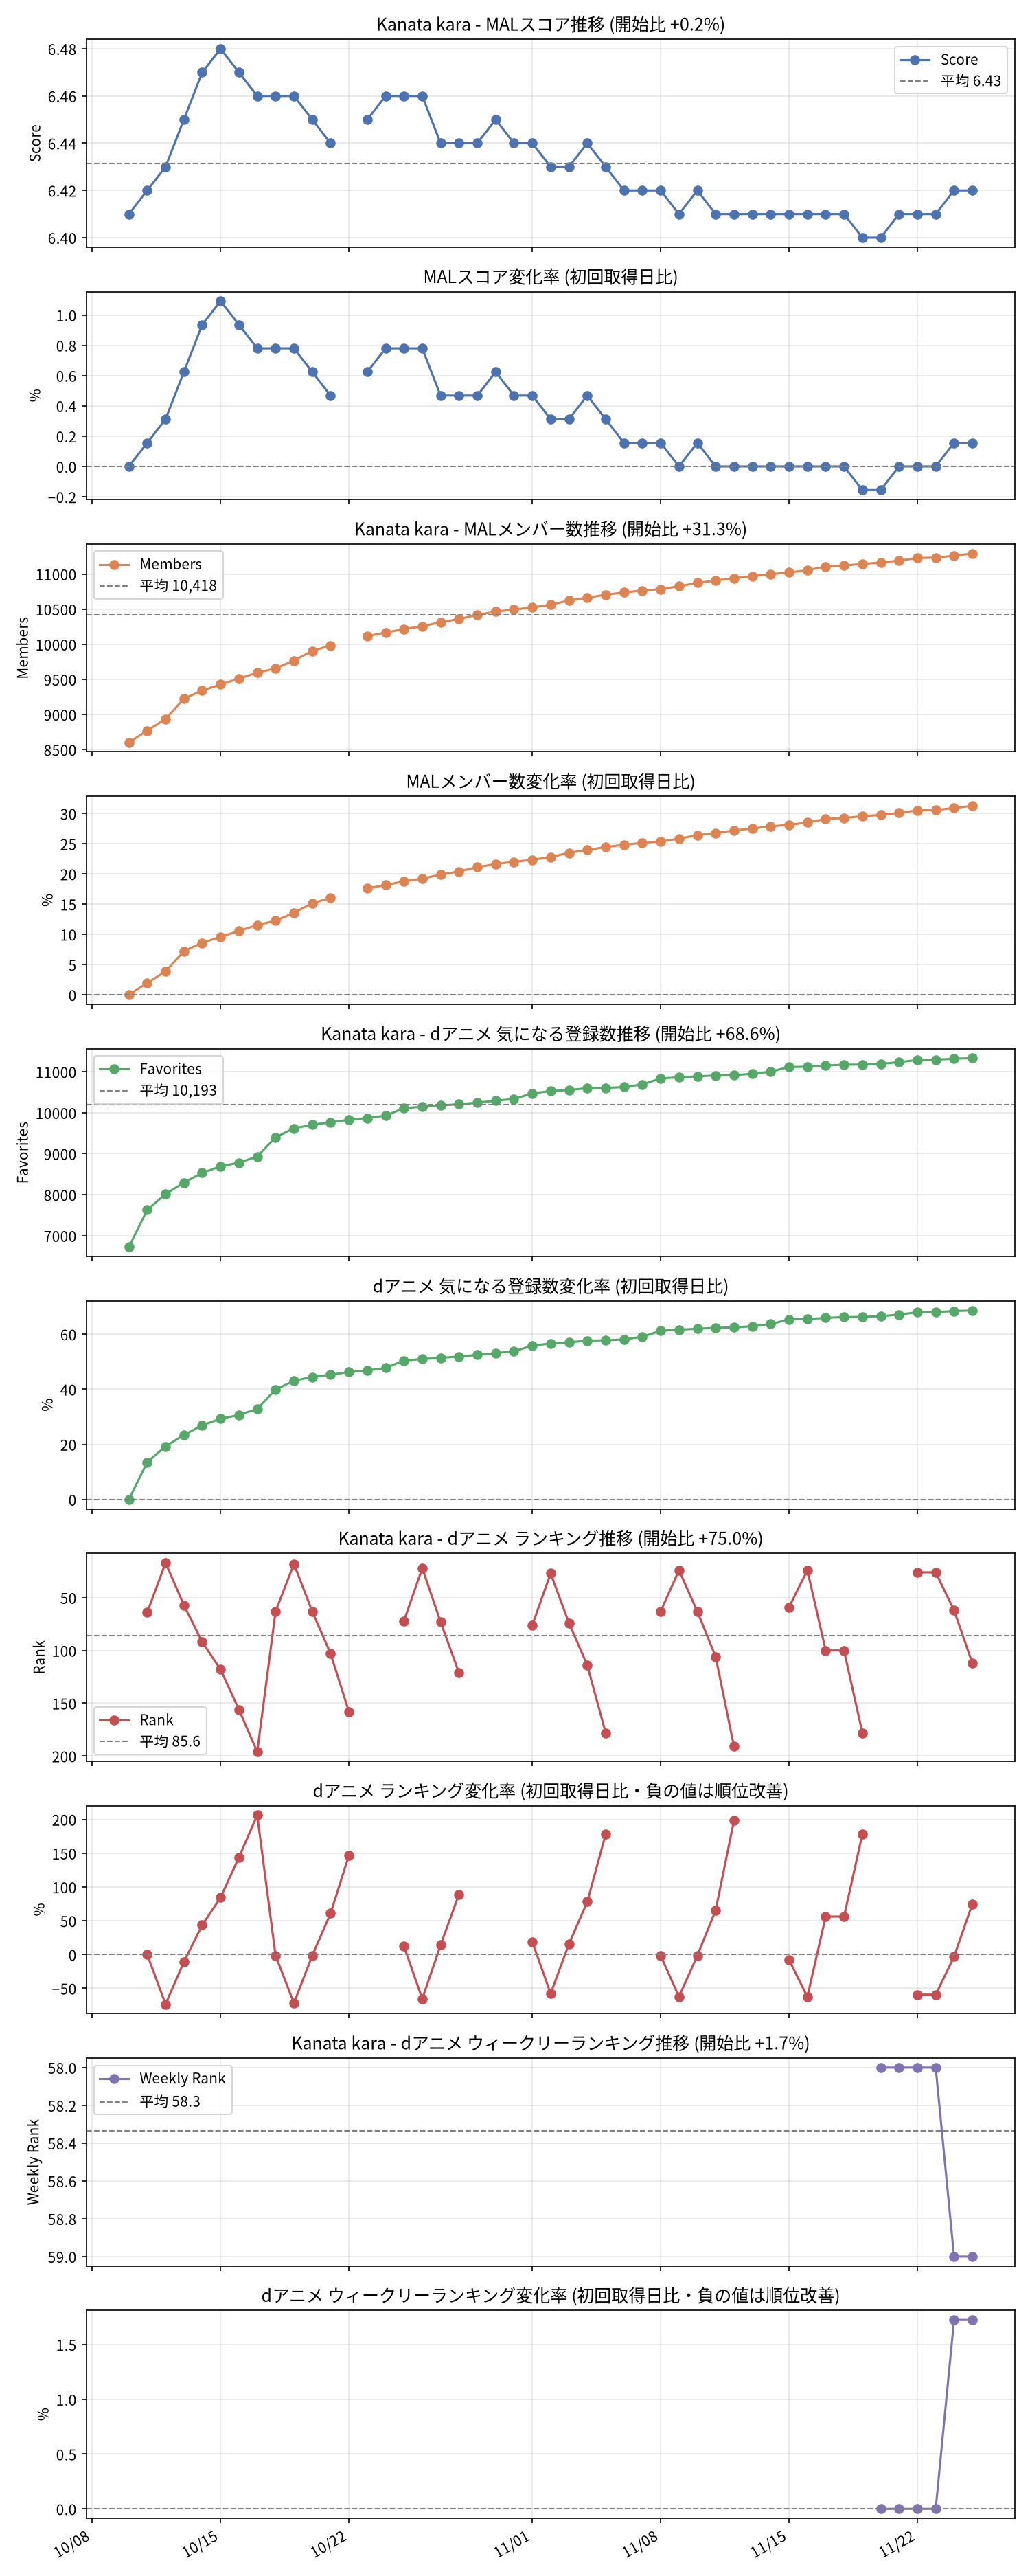 Kanata kara - MALスコア推移 (開始比 +0.2%)
6.48
6.46
6.44
6.42
6.40
Score
Score
平均 6.43
MALスコア変化率 (初回取得日比)
1.0
0.8
0.6
0.4
0.2
0.0
−0.2
%
Kanata kara - MALメンバー数推移 (開始比 +31.3%)
11000
10500
10000
9500
9000
8500
Members
Members
平均 10,418
MALメンバー数変化率 (初回取得日比)
30
25
20
15
10
5
0
%
Kanata kara - dアニメ 気になる登録数推移 (開始比 +68.6%)
11000
10000
9000
8000
7000
Favorites
Favorites
平均 10,193
dアニメ 気になる登録数変化率 (初回取得日比)
60
40
20
0
%
Kanata kara - dアニメ ランキング推移 (開始比 +75.0%)
50
100
150
200
Rank
Rank
平均 85.6
dアニメ ランキング変化率 (初回取得日比・負の値は順位改善)
200
150
100
50
0
−50
%
Kanata kara - dアニメ ウィークリーランキング推移 (開始比 +1.7%)
58.0
58.2
58.4
58.6
58.8
59.0
Weekly Rank
Weekly Rank
平均 58.3
dアニメ ウィークリーランキング変化率 (初回取得日比・負の値は順位改善)
1.5
1.0
0.5
0.0
%
10/08
10/15
10/22
11/01
11/08
11/15
11/22